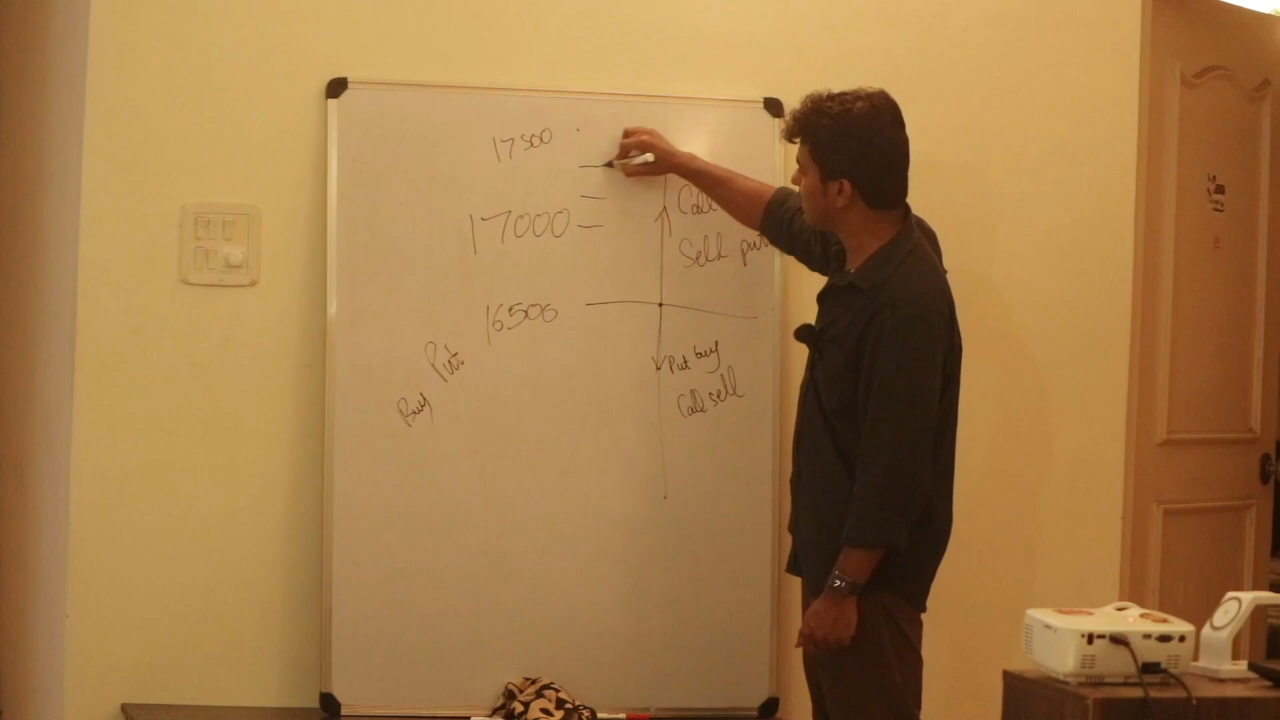 17500
17000
Call
Sell put
16500
Put buy
Call sell
Buy Put